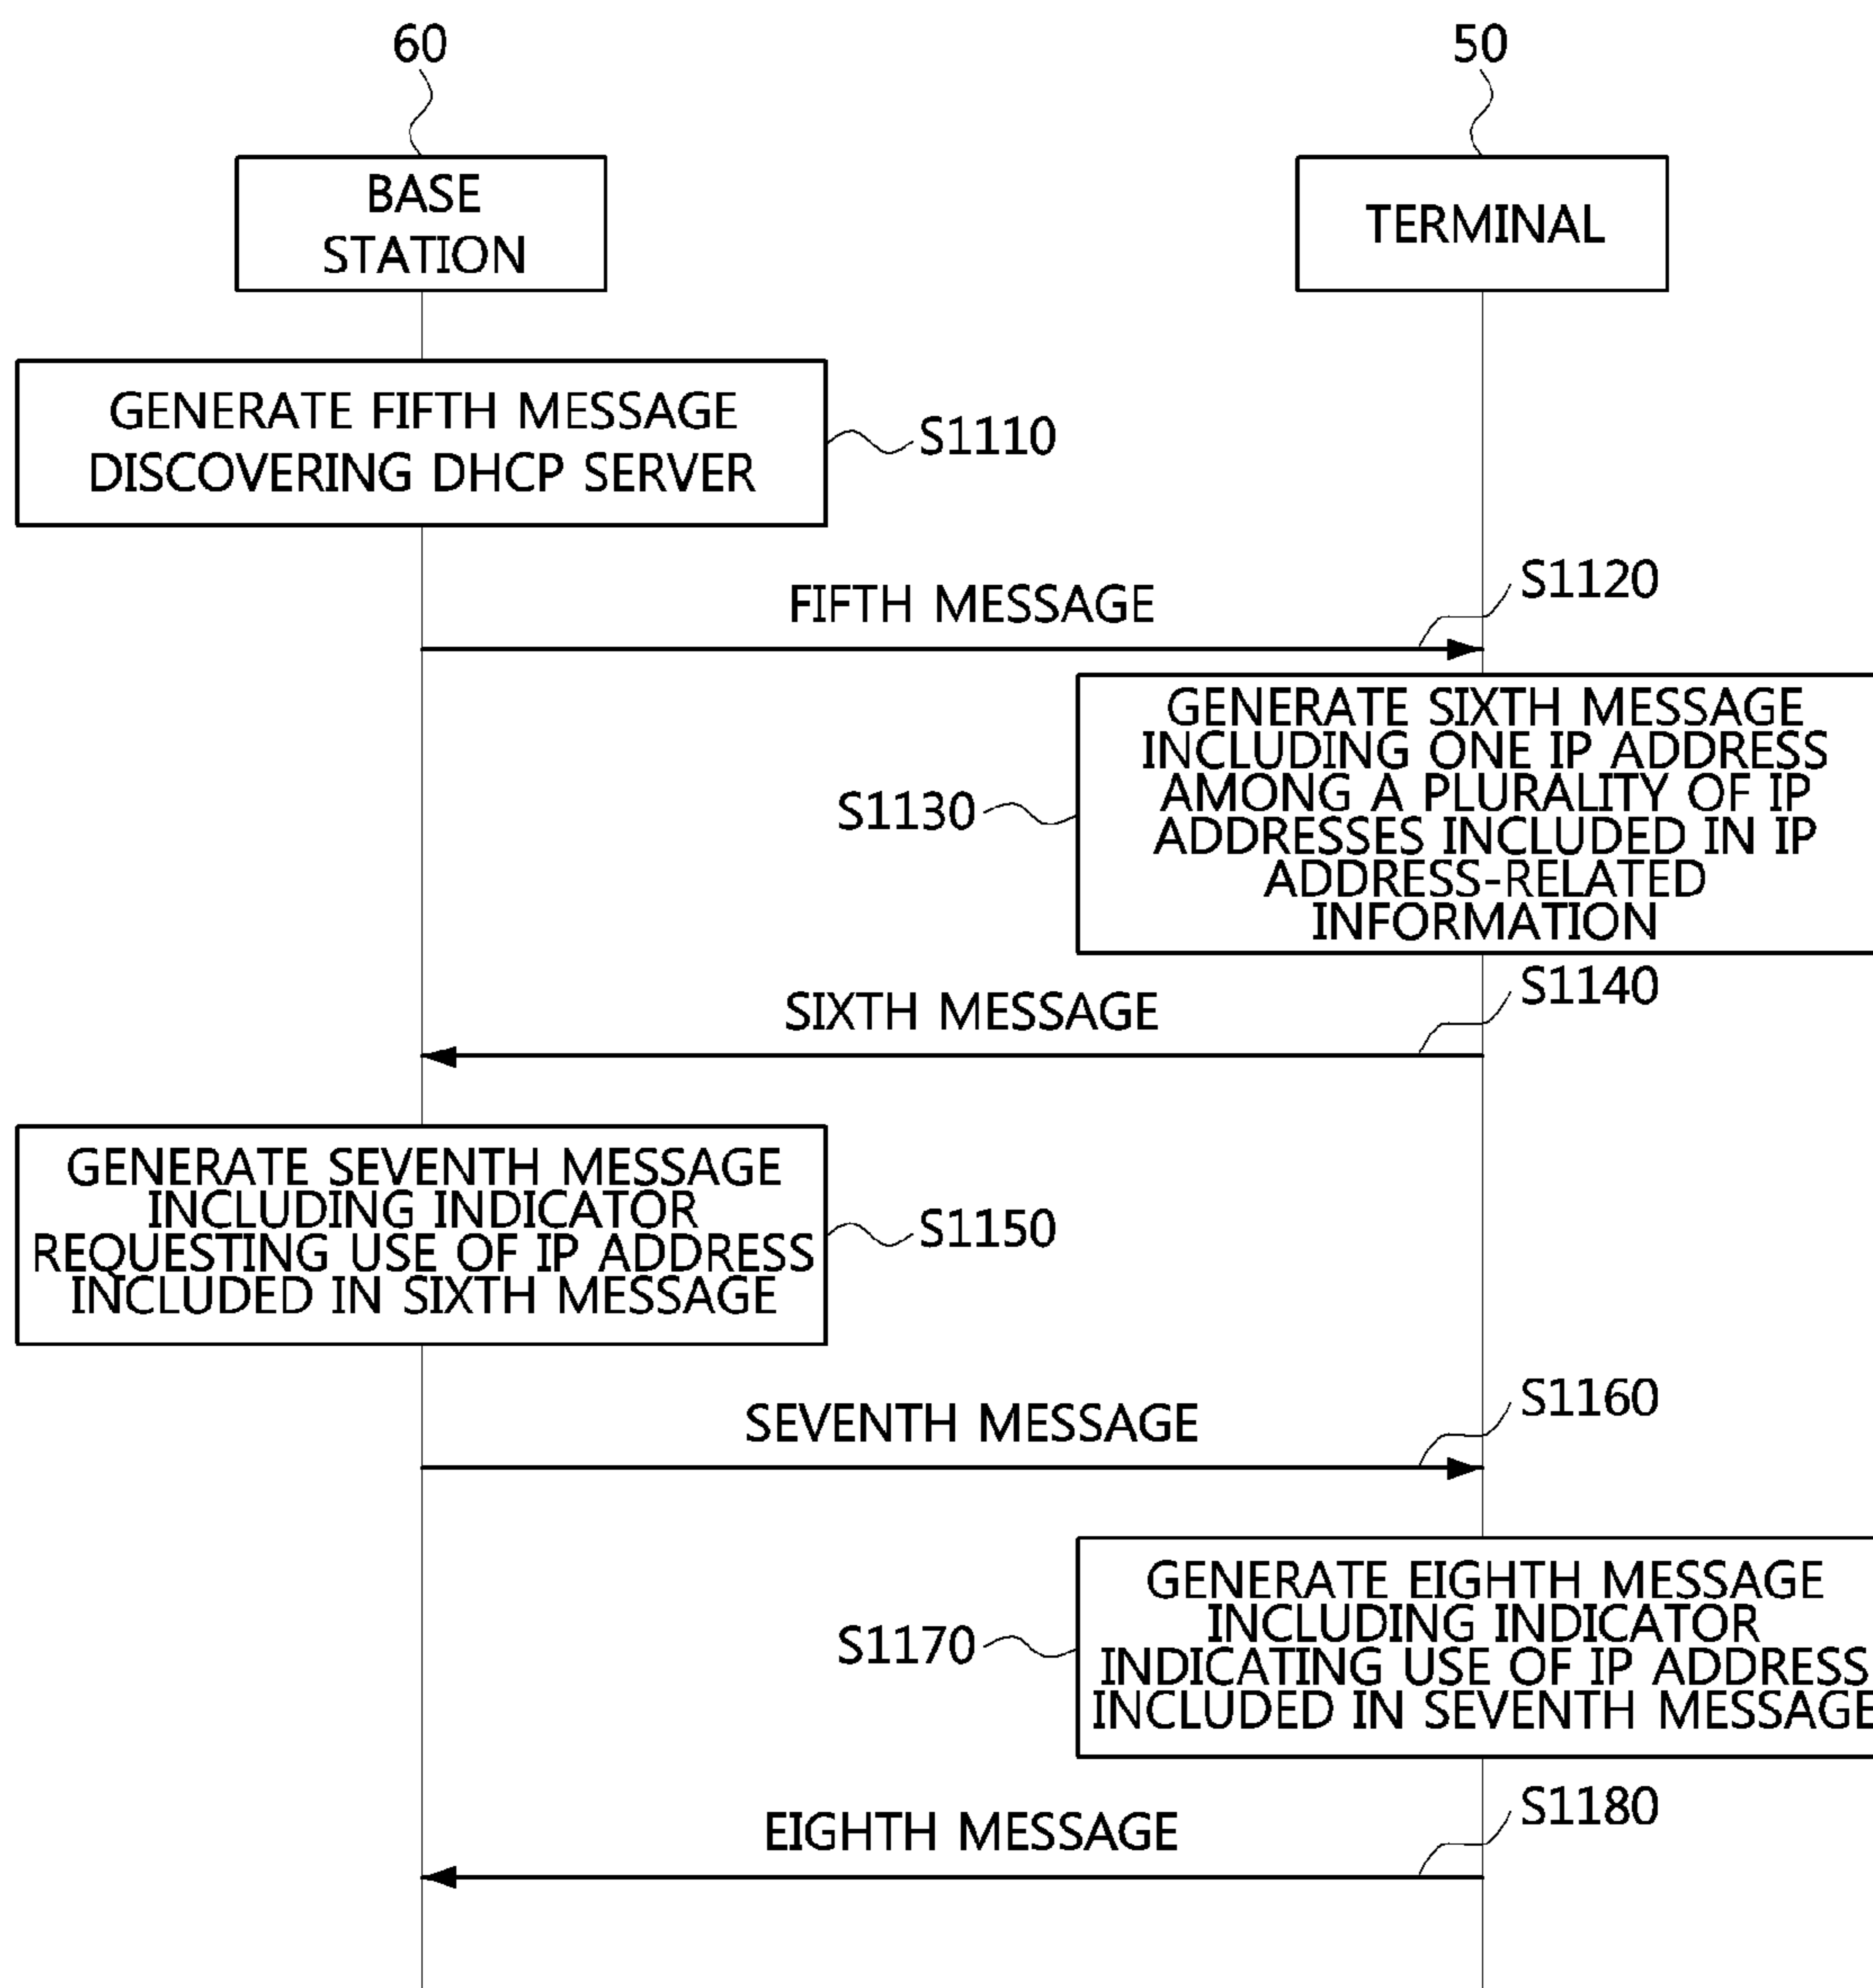 60
50
BASE
STATION
TERMINAL
GENERATE FIFTH MESSAGE
DISCOVERING DHCP SERVER
S1110
S1120
FIFTH MESSAGE
GENERATE SIXTH MESSAGE
INCLUDING ONE IP ADDRESS
AMONG A PLURALITY OF IP
ADDRESSES INCLUDED IN IP
ADDRESS-RELATED
INFORMATION
S1130
S1140
SIXTH MESSAGE
GENERATE SEVENTH MESSAGE
INCLUDING INDICATOR
REQUESTING USE OF IP ADDRESS
INCLUDED IN SIXTH MESSAGE
S1150
S1160
SEVENTH MESSAGE
GENERATE EIGHTH MESSAGE
INCLUDING INDICATOR
INDICATING USE OF IP ADDRESS
INCLUDED IN SEVENTH MESSAGE
S1170
S1180
EIGHTH MESSAGE